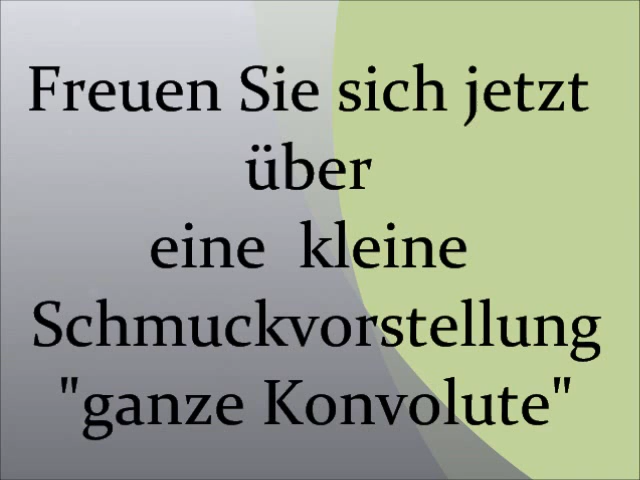 Freuen Sie sich jetzt
über
eine kleine
Schmuckvorstellung
"ganze Konvolute"